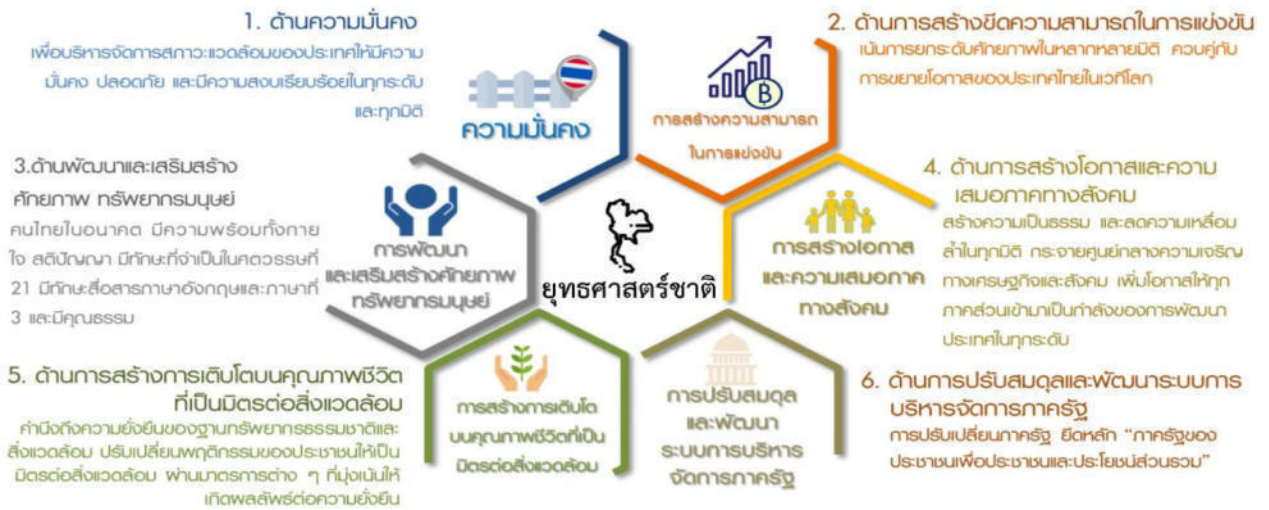 1. ด้านความมั่นคง
เพื่อบริหารจัดการสภาวะแวดล้อมของประเทศให้มีความ
มั่นคง ปลอดภัย และมีความสงบเรียบร้อยในทุกระดับ
และทุกมิติ
ความมั่นคง
2. ด้านการสร้างขีดความสามารถในการแข่งขัน
เน้นการยกระดับศักยภาพในหลากหลายมิติ ควบคู่กับ
การขยายโอกาสของประเทศไทยในเวทีโลก
฿
การสร้างความสามารถ
ในการแข่งขัน
3.ด้านพัฒนาและเสริมสร้าง
ศักยภาพ ทรัพยากรมนุษย์
คนไทยในอนาคต มีความพร้อมทั้งกาย
ใจ สติปัญญา มีทักษะที่จำเป็นในศตวรรษที่
21 มีทักษะสื่อสารภาษาอังกฤษและภาษาที่
3 และมีคุณธรรม
การพัฒนา
และเสริมสร้างศักยภาพ
ทรัพยากรมนุษย์
ยุทธศาสตร์ชาติ
การสร้างโอกาส
และความเสมอภาค
ทางสังคม
4. ด้านการสร้างโอกาสและความ
เสมอภาคทางสังคม
สร้างความเป็นธรรม และลดความเหลื่อม
ล้ำในทุกมิติ กระจายศูนย์กลางความเจริญ
ทางเศรษฐกิจและสังคม เพิ่มโอกาสให้ทุก
ภาคส่วนเข้ามาเป็นกำลังของการพัฒนา
ประเทศในทุกระดับ
5. ด้านการสร้างการเติบโตบนคุณภาพชีวิต
ที่เป็นมิตรต่อสิ่งแวดล้อม
คำนึงถึงความยั่งยืนของฐานทรัพยากรธรรมชาติและ
สิ่งแวดล้อม ปรับเปลี่ยนพฤติกรรมของประชาชนให้เป็น
มิตรต่อสิ่งแวดล้อม ผ่านมาตรการต่าง ๆ ที่มุ่งเน้นให้
เกิดผลลัพธ์ต่อความยั่งยืน
การสร้างการเติบโต
บนคุณภาพชีวิตที่เป็น
มิตรต่อสิ่งแวดล้อม
การปรับสมดุล
และพัฒนา
ระบบการบริหาร
จัดการภาครัฐ
6. ด้านการปรับสมดุลและพัฒนาระบบการ
บริหารจัดการภาครัฐ
การปรับเปลี่ยนภาครัฐ ยึดหลัก “ภาครัฐของ
ประชาชนเพื่อประชาชนและประโยชน์ส่วนรวม”